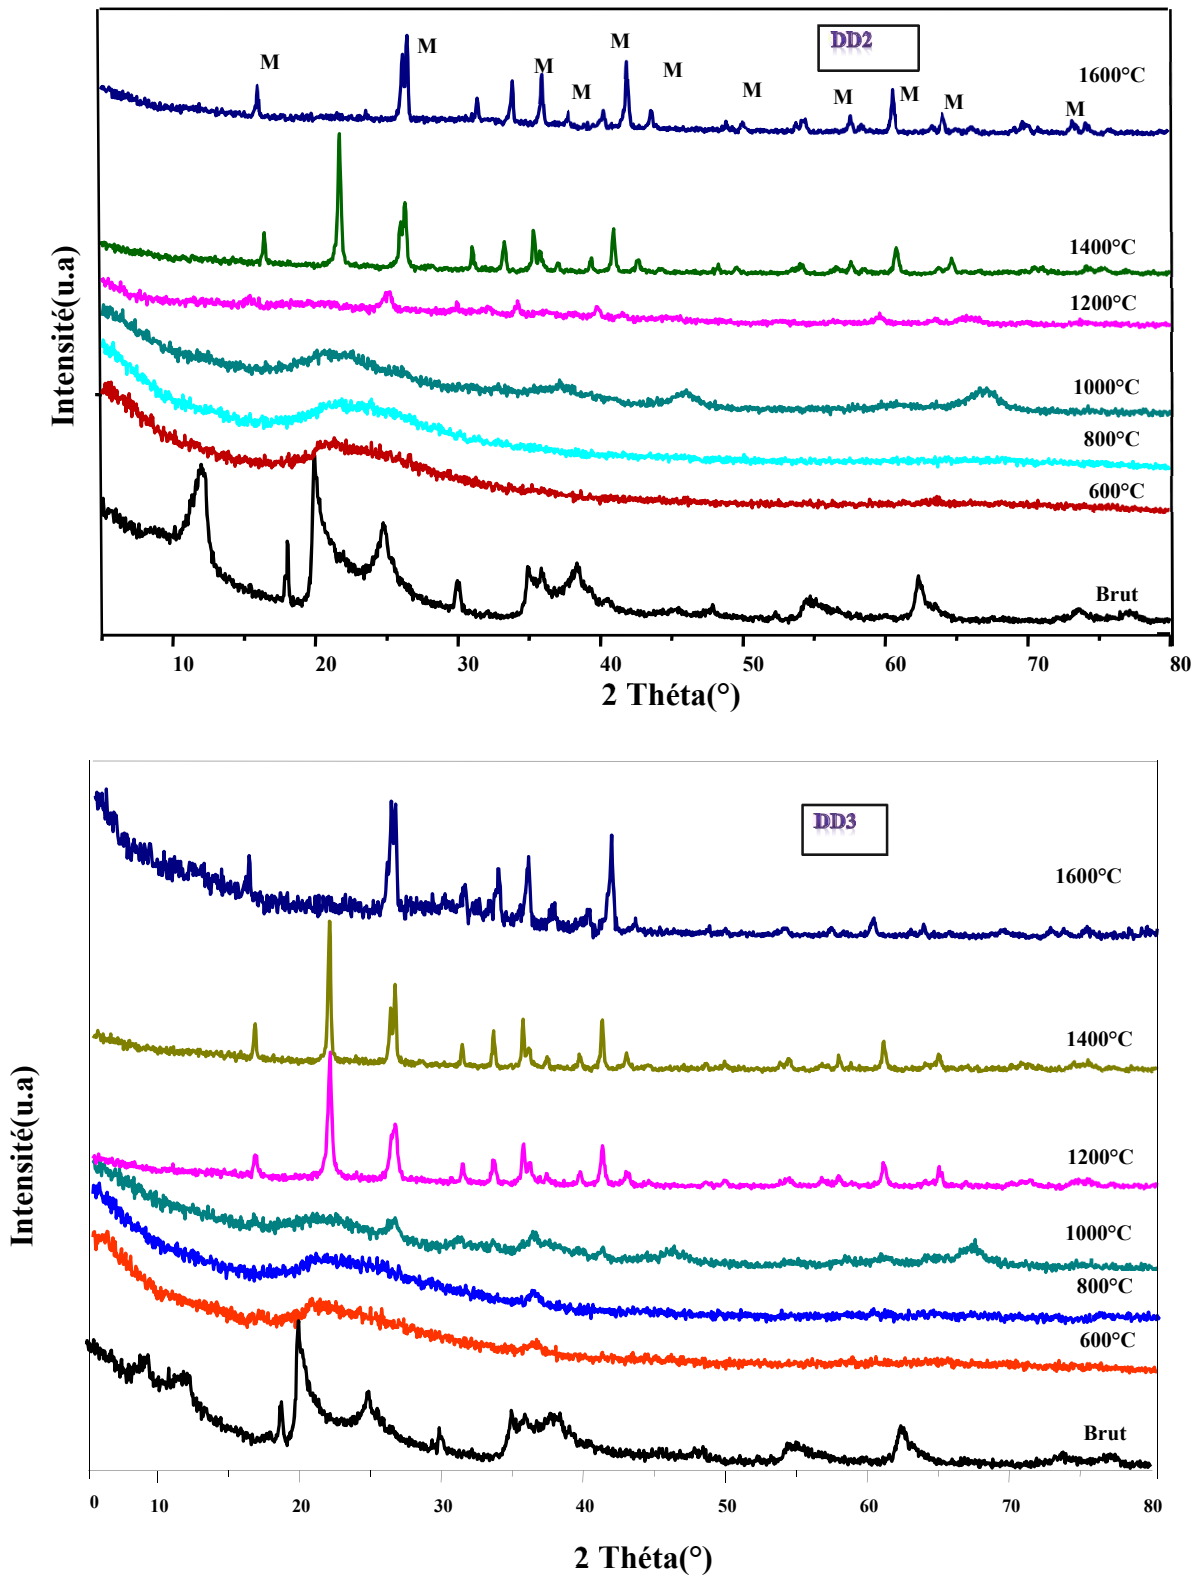 DD2
M M M M M M M M M M M M
1600°C
1400°C
1200°C
1000°C
800°C
600°C
Brut
Intensité(u.a)
10 20 30 40 50 60 70 80
2 Théta(°)
DD3
1600°C
1400°C
1200°C
1000°C
800°C
600°C
Brut
Intensité(u.a)
0 10 20 30 40 50 60 70 80
2 Théta(°)